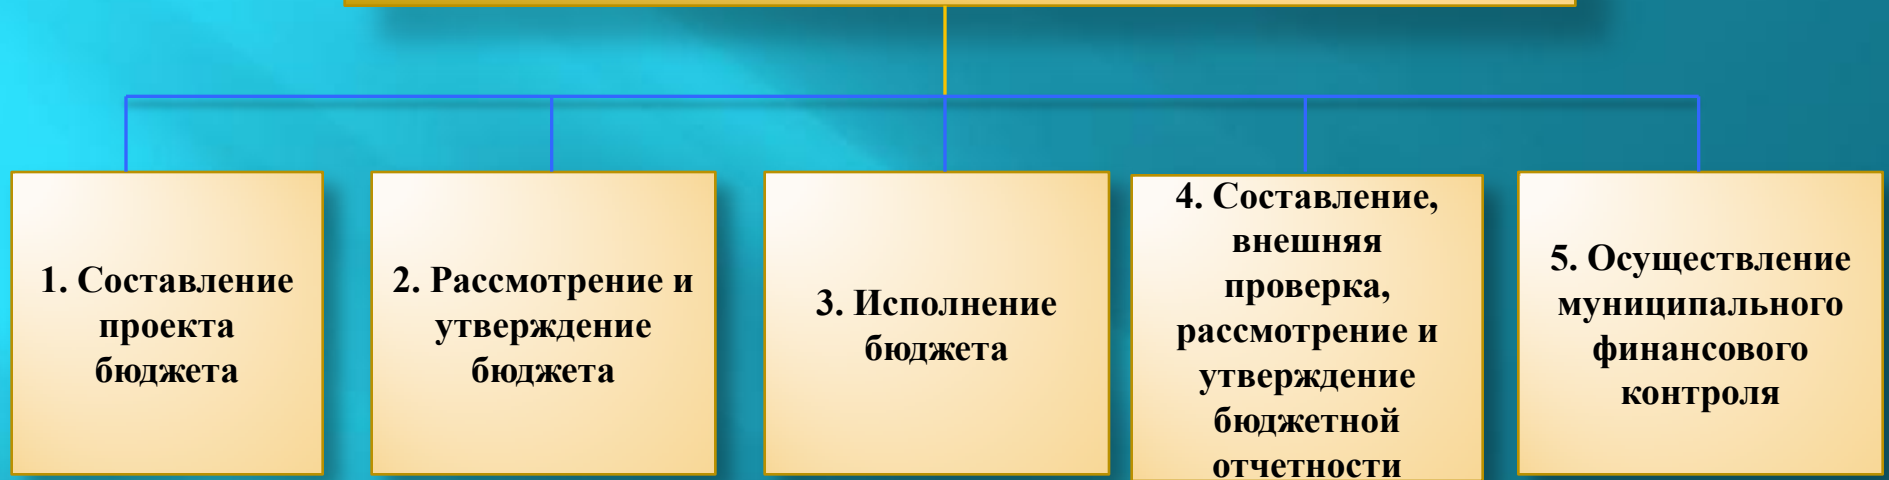 1. Составление
проекта
бюджета
2. Рассмотрение и
утверждение
бюджета
3. Исполнение
бюджета
4. Составление,
внешняя
проверка,
рассмотрение и
утверждение
бюджетной
отчетности
5. Осуществление
муниципального
финансового
контроля